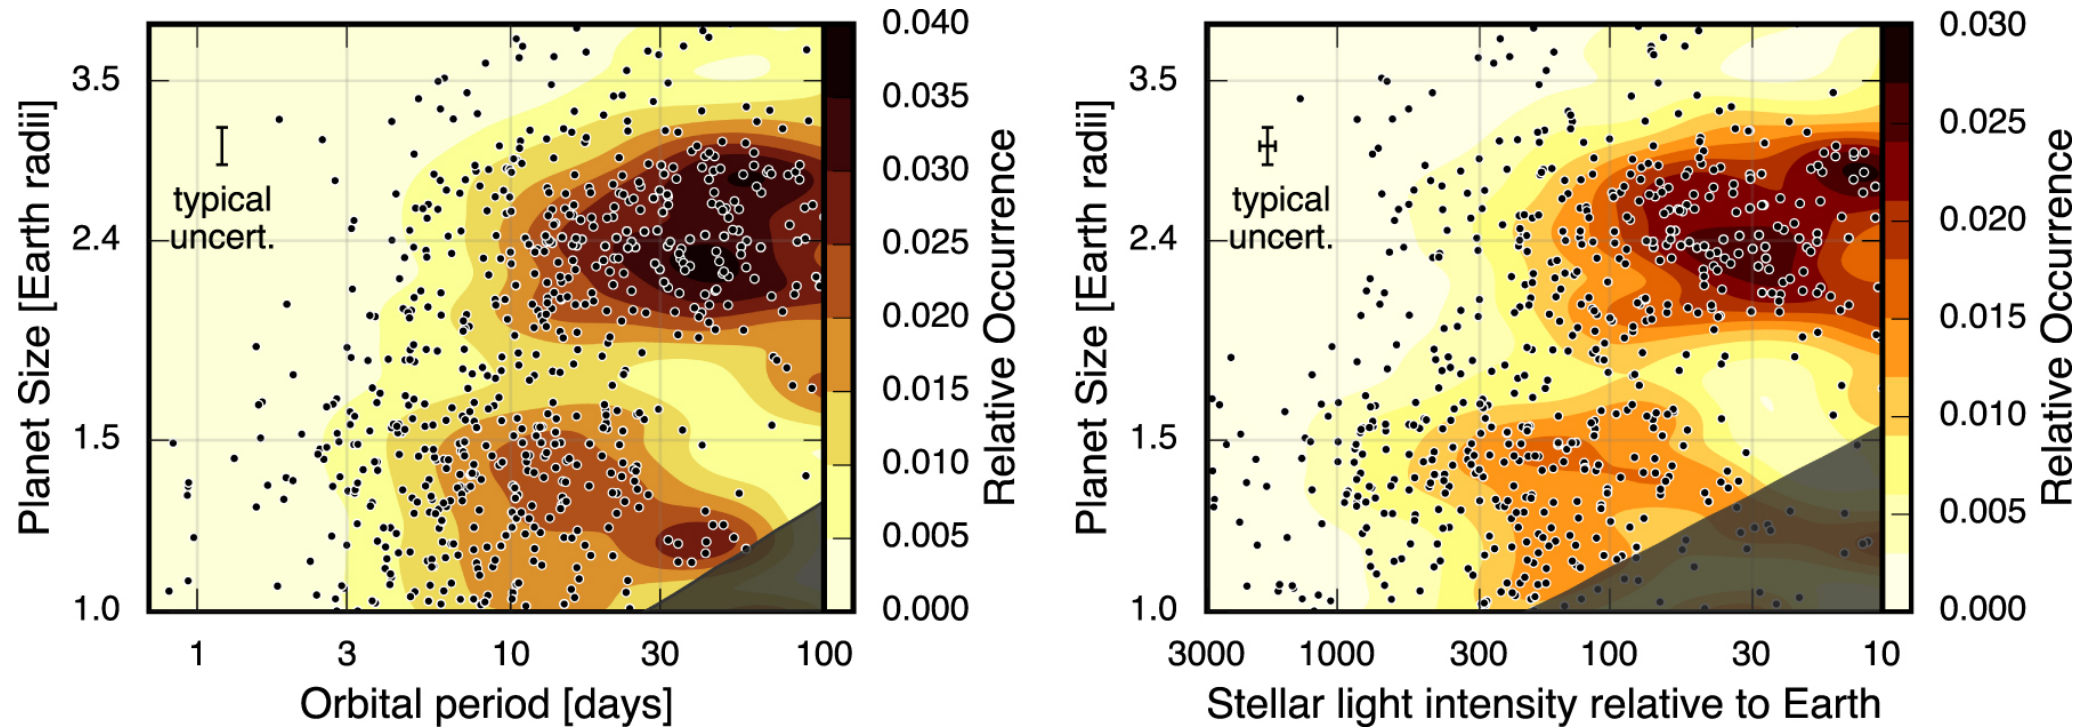 Planet Size [Earth radii]
3.5
2.4
1.5
1.0
typical
uncert.
1 3 10 30 100
Orbital period [days]
0.040
0.035
0.030
0.025
0.020
0.015
0.010
0.005
0.000
Relative Occurrence
Planet Size [Earth radii]
3.5
2.4
1.5
1.0
typical
uncert.
3000 1000 300 100 30 10
Stellar light intensity relative to Earth
0.030
0.025
0.020
0.015
0.010
0.005
0.000
Relative Occurrence